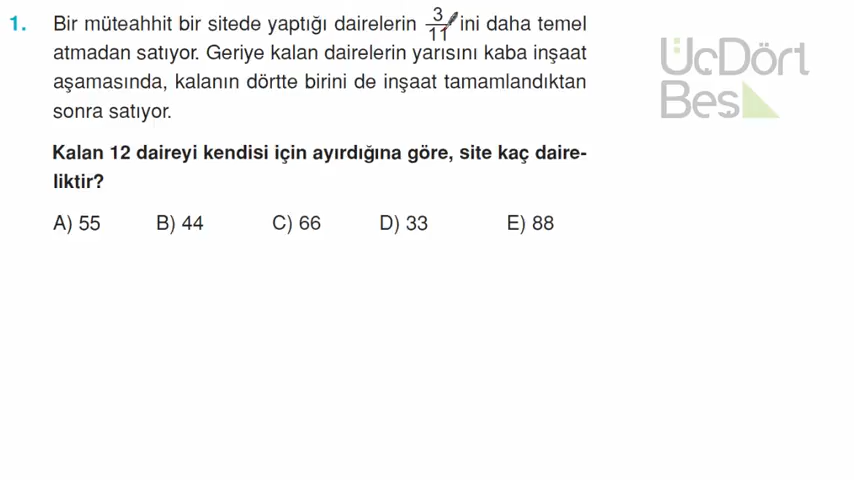 1. Bir müteahhit bir sitede yaptığı dairelerin 3/11 ini daha temel
atmadan satıyor. Geriye kalan dairelerin yarısını kaba inşaat
aşamasında, kalanın dörtte birini de inşaat tamamlandıktan
sonra satıyor.
Kalan 12 daireyi kendisi için ayırdığına göre, site kaç daire-
liktir?
A) 55 B) 44 C) 66 D) 33 E) 88
ÜçDört
Beş